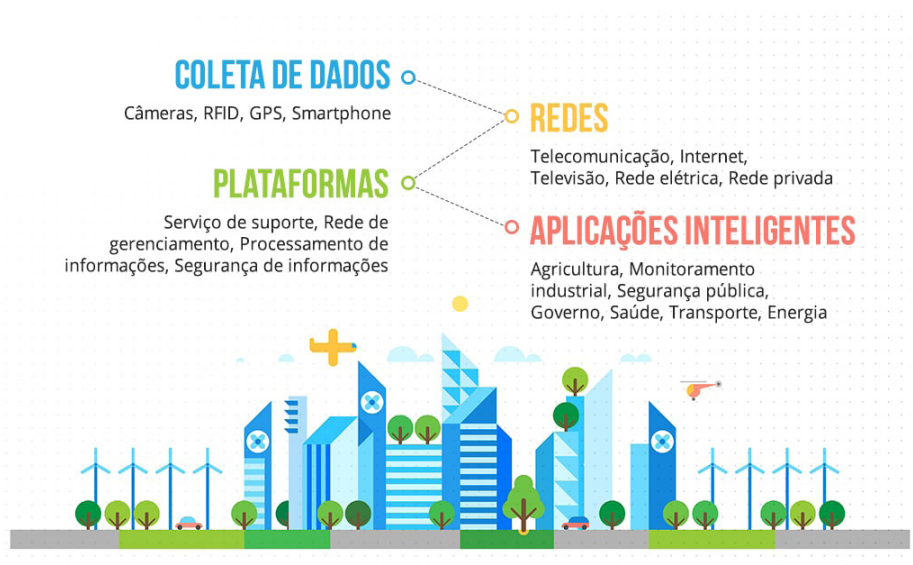 COLETA DE DADOS
Câmeras, RFID, GPS, Smartphone
REDES
Telecomunicação, Internet,
Televisão, Rede elétrica, Rede privada
PLATAFORMAS
Serviço de suporte, Rede de
gerenciamento, Processamento de
informações, Segurança de informações
APLICAÇÕES INTELIGENTES
Agricultura, Monitoramento
industrial, Segurança pública,
Governo, Saúde, Transporte, Energia